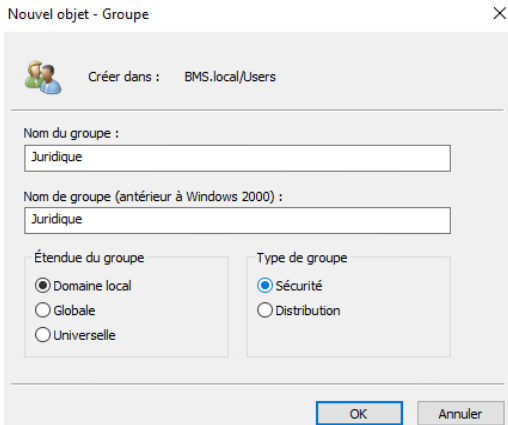 Nouvel objet - Groupe
Créer dans : BMS.local/Users
Nom du groupe :
Juridique
Nom de groupe (antérieur à Windows 2000) :
Juridique
Étendue du groupe
Domaine local
Globale
Universelle
Type de groupe
Sécurité
Distribution
OK
Annuler